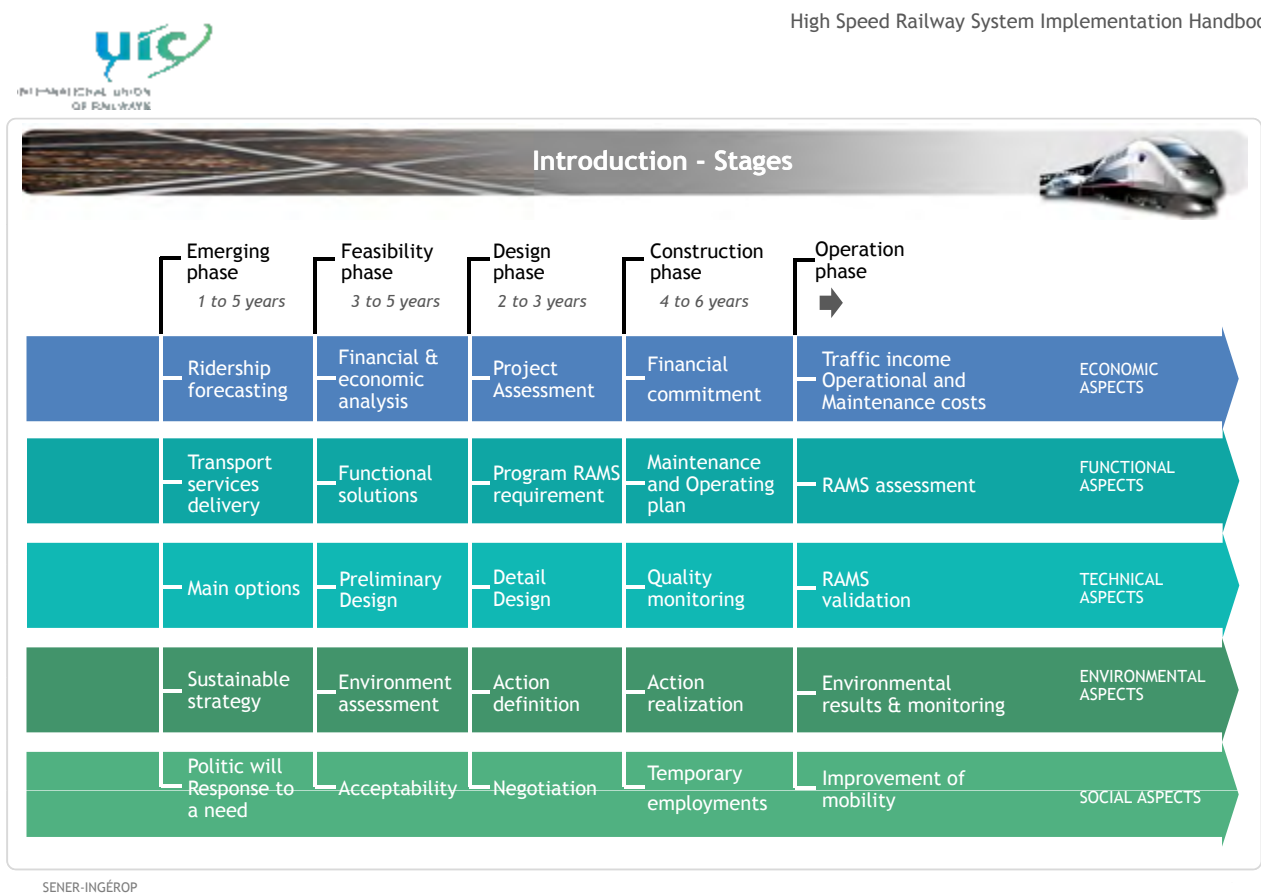 High Speed Railway System Implementation Handboo
uic
INTERNATIONAL UNION
OF RAILWAYS
Introduction - Stages
Emerging
phase
1 to 5 years
Feasibility
phase
3 to 5 years
Design
phase
2 to 3 years
Construction
phase
4 to 6 years
Operation
phase
Ridership
forecasting
Financial &
economic
analysis
Project
Assessment
Financial
commitment
Traffic income
Operational and
Maintenance costs
ECONOMIC
ASPECTS
Transport
services
delivery
Functional
solutions
Program RAMS
requirement
Maintenance
and Operating
plan
RAMS assessment
FUNCTIONAL
ASPECTS
Main options
Preliminary
Design
Detail
Design
Quality
monitoring
RAMS
validation
TECHNICAL
ASPECTS
Sustainable
strategy
Environment
assessment
Action
definition
Action
realization
Environmental
results & monitoring
ENVIRONMENTAL
ASPECTS
Politic will
Response to
a need
Acceptability
Negotiation
Temporary
employments
Improvement of
mobility
SOCIAL ASPECTS
SENER-INGÉROP